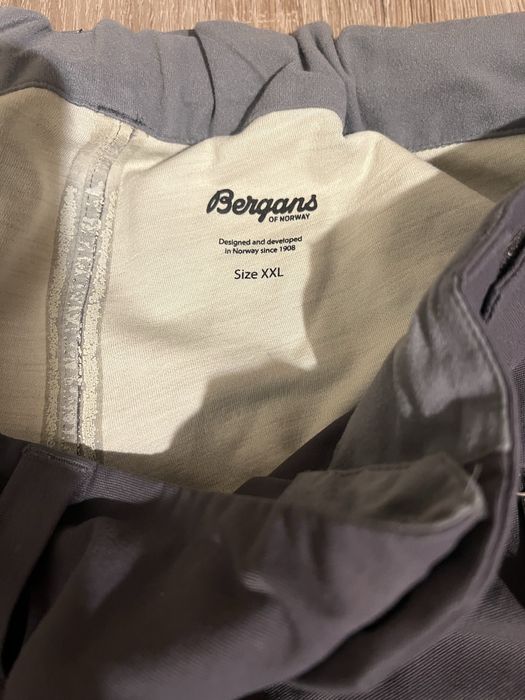 Bergans
OF NORWAY
Designed and developed
in Norway since 1908
Size XXL